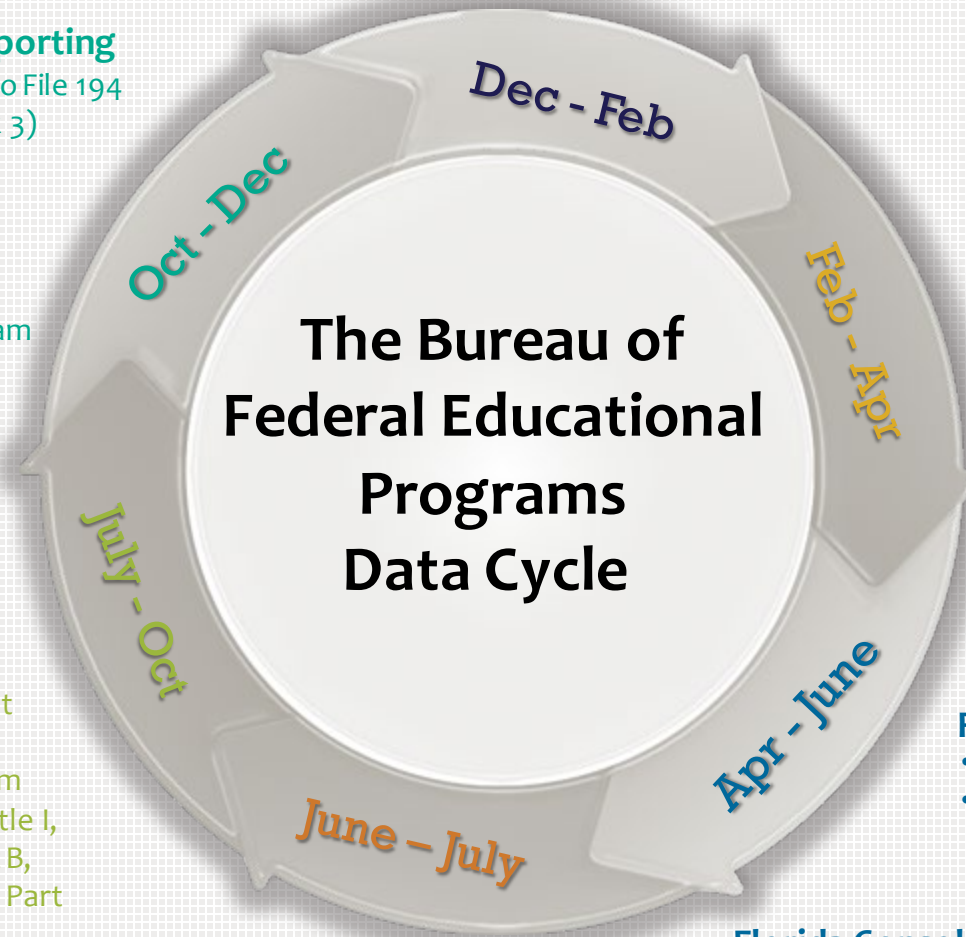 porting
o File 194
3)
am
Dec - Feb
Oct - Dec
Feb - Apr
The Bureau of
Federal Educational
Programs
Data Cycle
July - Oct
Apr - June
June – July
t
m
tle I,
B,
Part